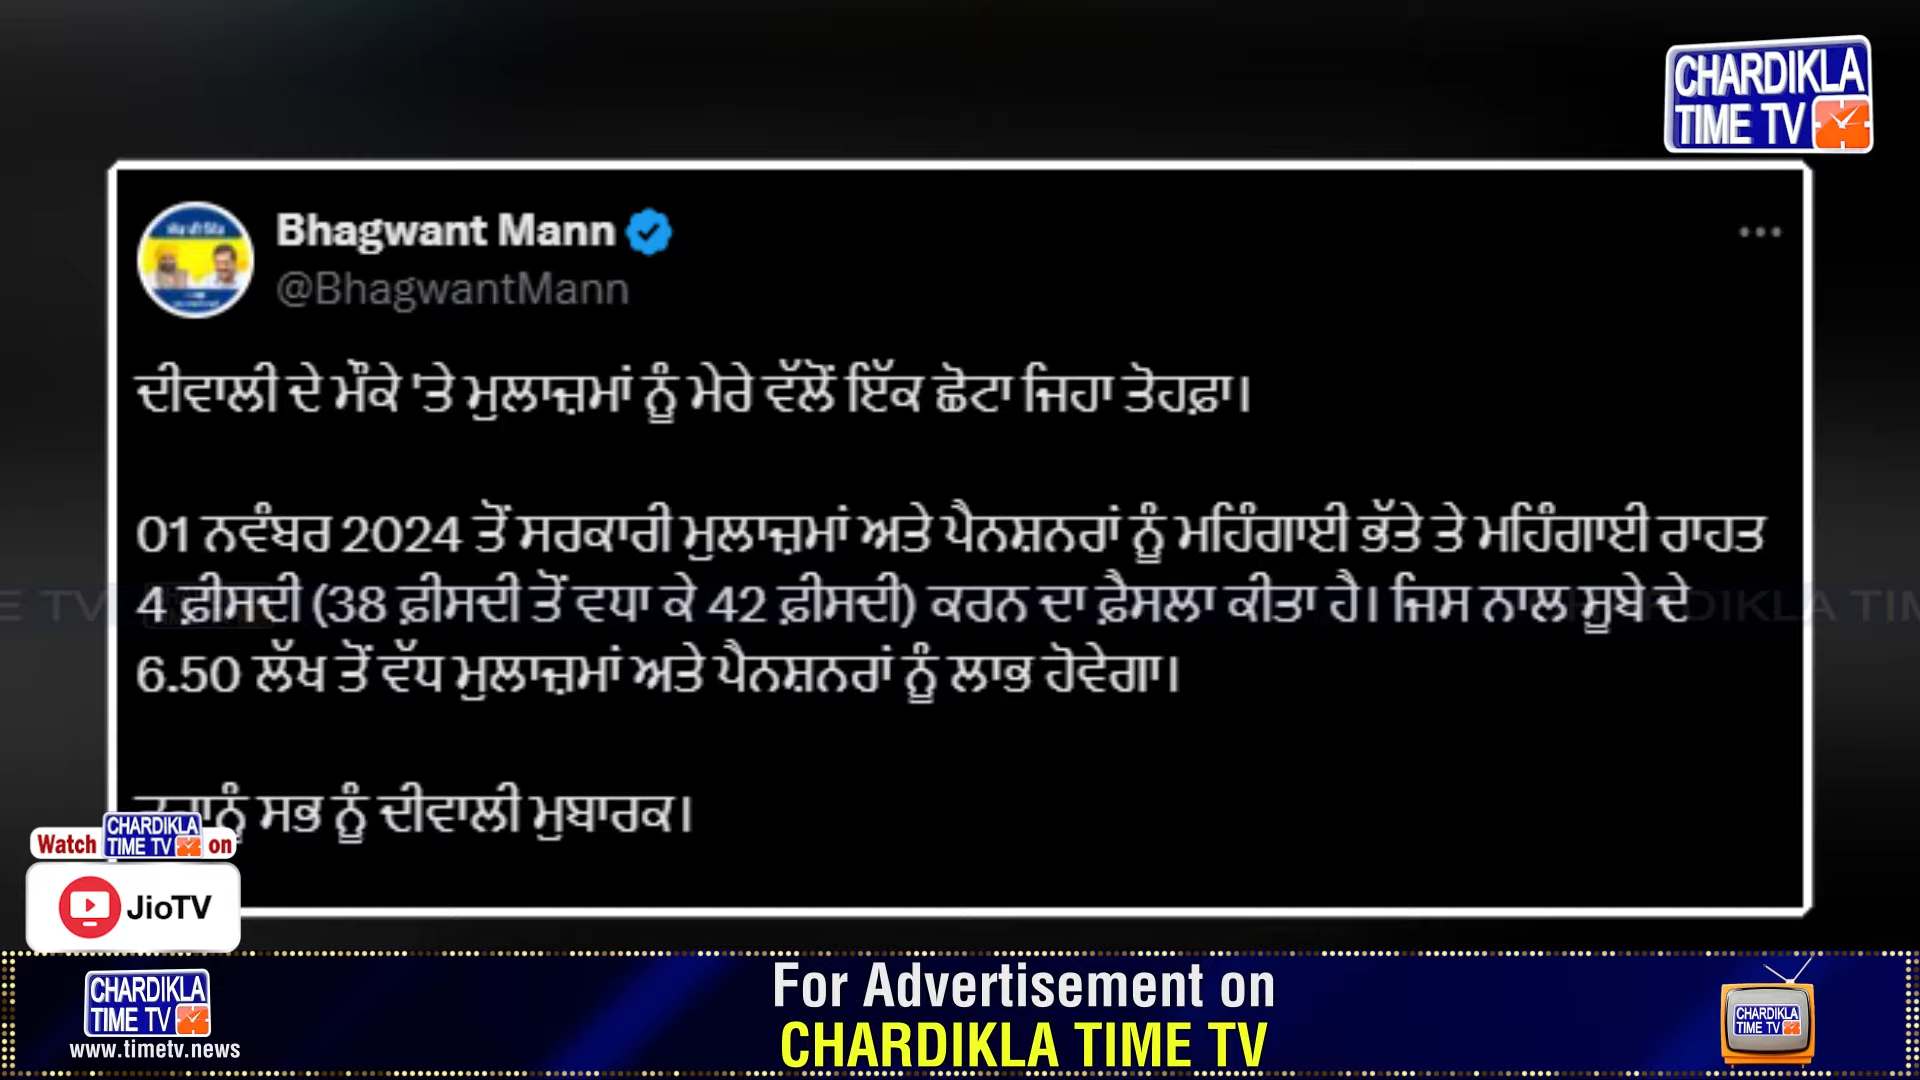 CHARDIKLA
TIME TV
Bhagwant Mann
@BhagwantMann
ਦੀਵਾਲੀ ਦੇ ਮੌਕੇ 'ਤੇ ਮੁਲਾਜ਼ਮਾਂ ਨੂੰ ਮੇਰੇ ਵੱਲੋਂ ਇੱਕ ਛੋਟਾ ਜਿਹਾ ਤੋਹਫ਼ਾ।
01 ਨਵੰਬਰ 2024 ਤੋਂ ਸਰਕਾਰੀ ਮੁਲਾਜ਼ਮਾਂ ਅਤੇ ਪੈਨਸ਼ਨਰਾਂ ਨੂੰ ਮਹਿੰਗਾਈ ਭੱਤੇ ਤੇ ਮਹਿੰਗਾਈ ਰਾਹਤ
4 ਫ਼ੀਸਦੀ (38 ਫ਼ੀਸਦੀ ਤੋਂ ਵਧਾ ਕੇ 42 ਫ਼ੀਸਦੀ) ਕਰਨ ਦਾ ਫ਼ੈਸਲਾ ਕੀਤਾ ਹੈ। ਜਿਸ ਨਾਲ ਸੂਬੇ ਦੇ
6.50 ਲੱਖ ਤੋਂ ਵੱਧ ਮੁਲਾਜ਼ਮਾਂ ਅਤੇ ਪੈਨਸ਼ਨਰਾਂ ਨੂੰ ਲਾਭ ਹੋਵੇਗਾ।
ਸਭ ਨੂੰ ਦੀਵਾਲੀ ਮੁਬਾਰਕ।
Watch CHARDIKLA TIME TV on
JioTV
CHARDIKLA
TIME TV
www.timetv.news
For Advertisement on
CHARDIKLA TIME TV
CHARDIKLA
TIME TV